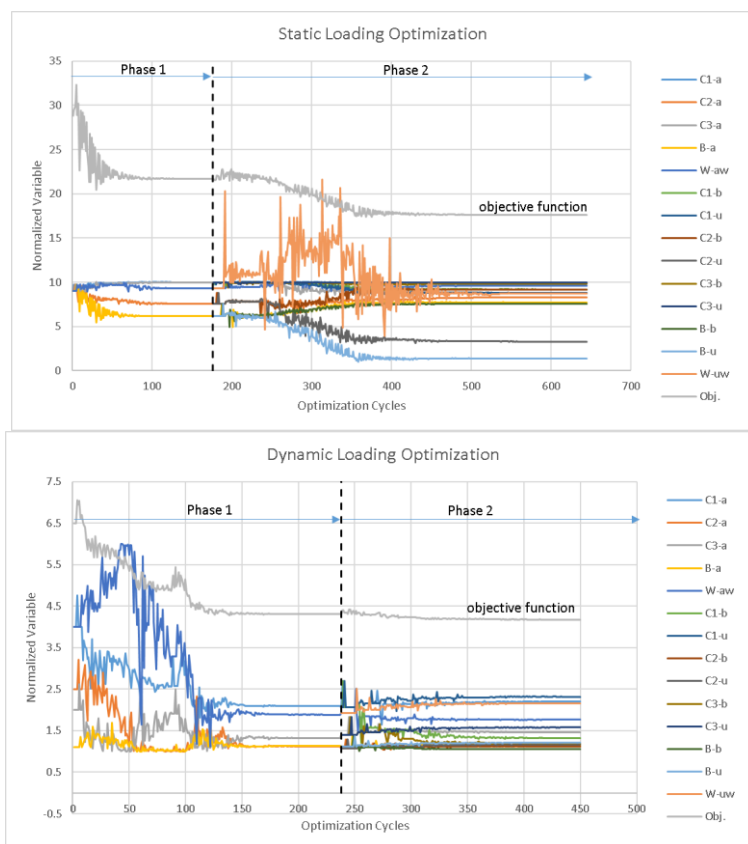 Static Loading Optimization
Phase 1
Phase 2
objective function
Normalized Variable
35
30
25
20
15
10
5
0
0
100
200
300
400
500
600
700
Optimization Cycles
C1-a
C2-a
C3-a
B-a
W-aw
C1-b
C1-u
C2-b
C2-u
C3-b
C3-u
B-b
B-u
W-uw
Obj.
Dynamic Loading Optimization
Phase 1
Phase 2
objective function
Normalized Variable
7.5
6.5
5.5
4.5
3.5
2.5
1.5
0.5
-0.5
0
50
100
150
200
250
300
350
400
450
500
Optimization Cycles
C1-a
C2-a
C3-a
B-a
W-aw
C1-b
C1-u
C2-b
C2-u
C3-b
C3-u
B-b
B-u
W-uw
Obj.